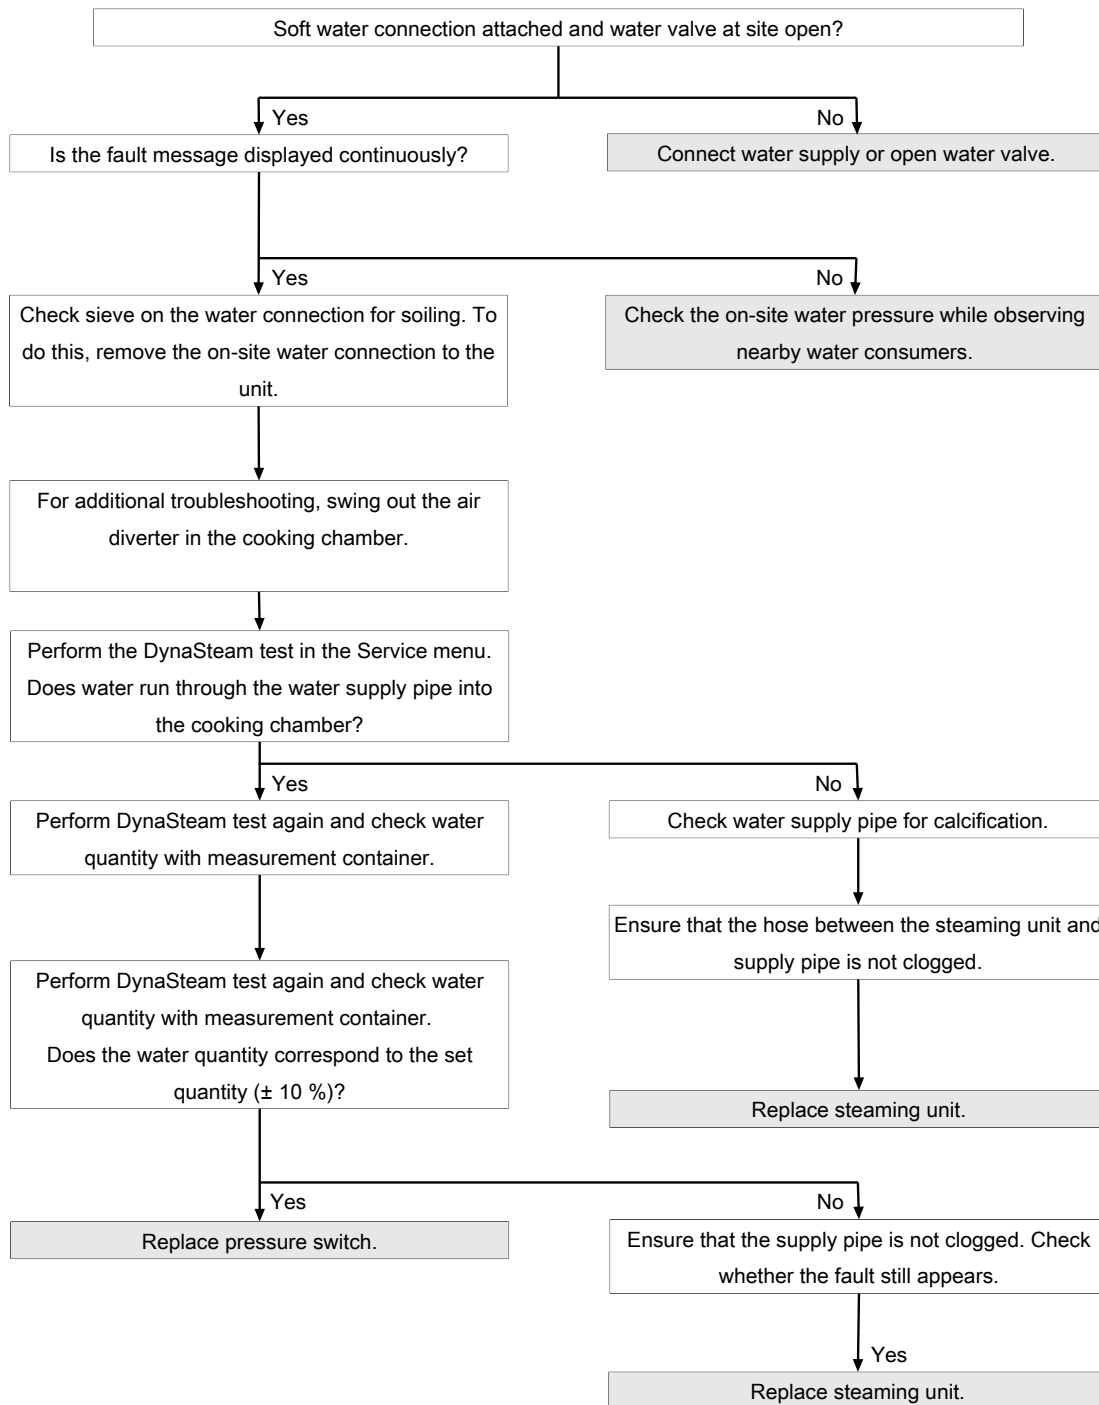 Soft water connection attached and water valve at site open?
Yes
No
Is the fault message displayed continuously?
Connect water supply or open water valve.
Yes
No
Check sieve on the water connection for soiling. To
do this, remove the on-site water connection to the
unit.
Check the on-site water pressure while observing
nearby water consumers.
For additional troubleshooting, swing out the air
diverter in the cooking chamber.
Perform the DynaSteam test in the Service menu.
Does water run through the water supply pipe into
the cooking chamber?
Yes
No
Perform DynaSteam test again and check water
quantity with measurement container.
Check water supply pipe for calcification.
Ensure that the hose between the steaming unit and
supply pipe is not clogged.
Perform DynaSteam test again and check water
quantity with measurement container.
Does the water quantity correspond to the set
quantity (± 10 %)?
Replace steaming unit.
Yes
No
Replace pressure switch.
Ensure that the supply pipe is not clogged. Check
whether the fault still appears.
Yes
Replace steaming unit.